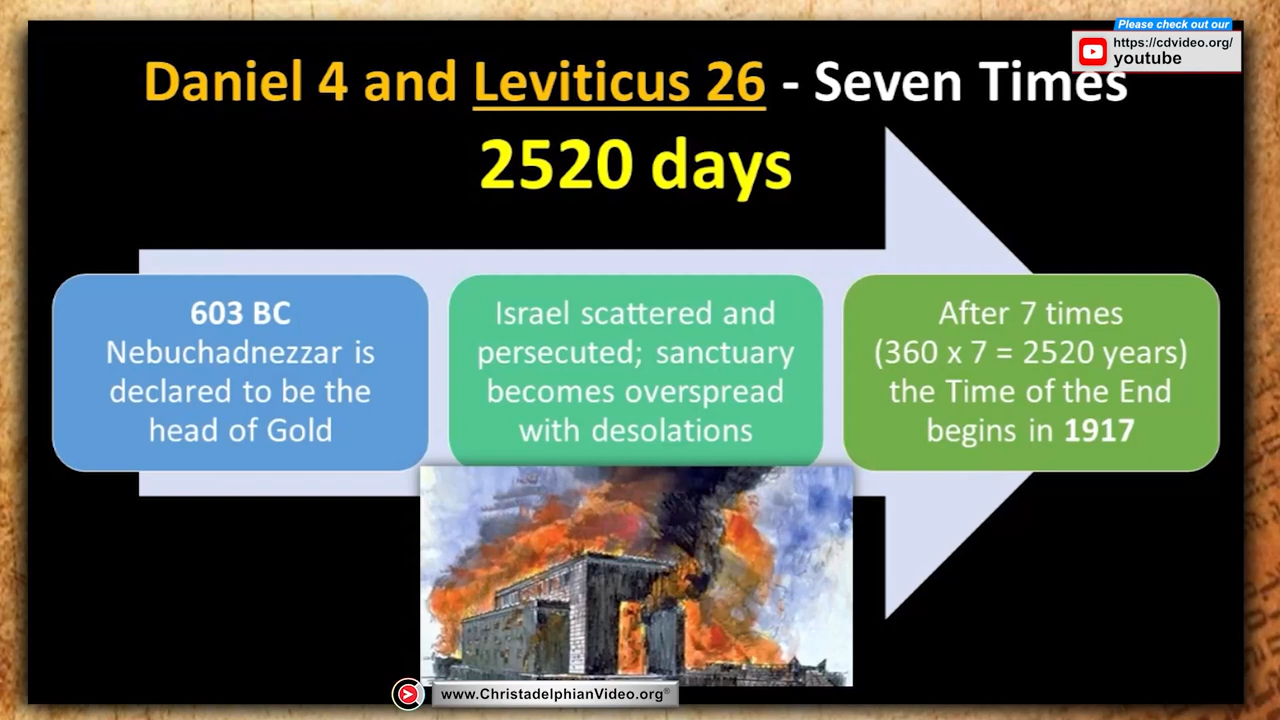 Please check out our
https://cdvideo.org/
youtube
Daniel 4 and Leviticus 26 - Seven Times
2520 days
603 BC
Nebuchadnezzar is
declared to be the
head of Gold
Israel scattered and
persecuted; sanctuary
becomes overspread
with desolations
After 7 times
(360 x 7 = 2520 years)
the Time of the End
begins in 1917
www.ChristadelphianVideo.org®